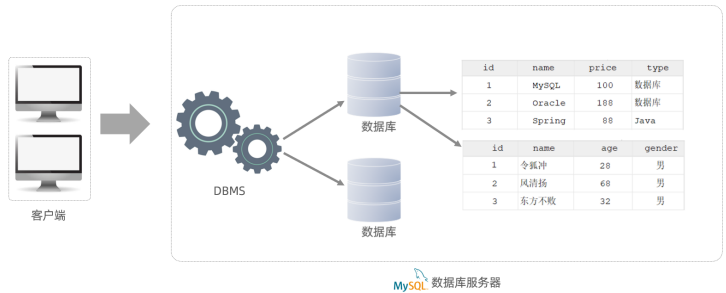 客户端
DBMS
数据库
数据库
id name price type
1 MySQL 100 数据库
2 Oracle 188 数据库
3 Spring 88 Java
id name age gender
1 令狐冲 28 男
2 风清扬 68 男
3 东方不败 32 男
MySQL 数据库服务器